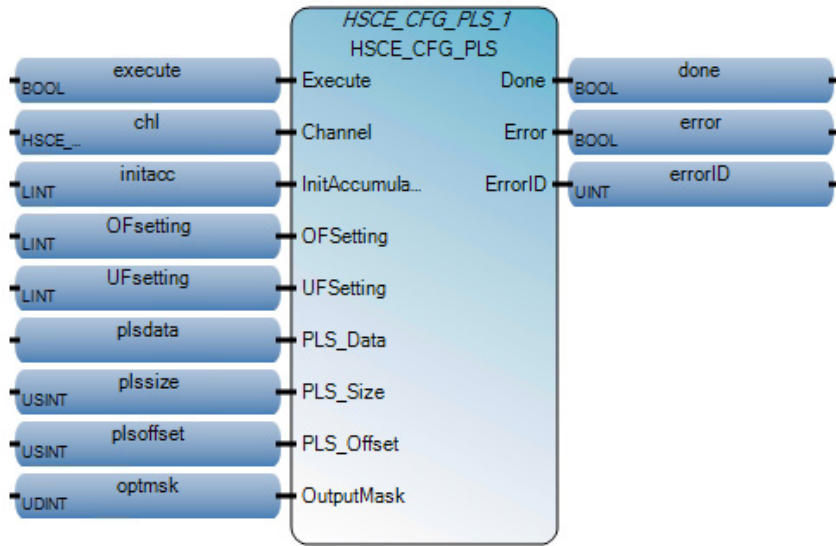 HSCE_CFG_PLS_1
HSCE_CFG_PLS
execute
BOOL
Execute
Done
done
BOOL
chl
HSCE_...
Channel
Error
error
BOOL
initacc
LINT
InitAccumula...
ErrorID
errorID
UINT
OFsetting
LINT
OFSetting
UFsetting
LINT
UFSetting
plsdata
PLS_Data
plssize
USINT
PLS_Size
plsoffset
USINT
PLS_Offset
optmsk
UDINT
OutputMask